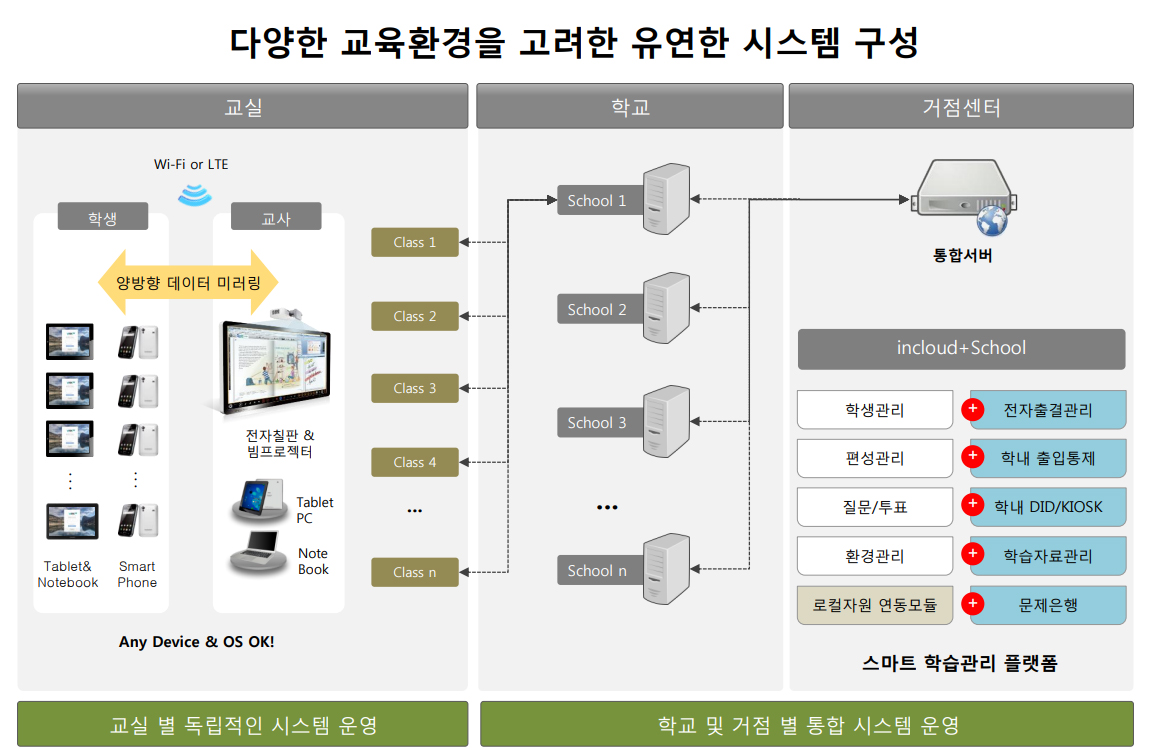 다양한 교육환경을 고려한 유연한 시스템 구성
교실
학교
거점센터
Wi-Fi or LTE
학생
교사
양방향 데이터 미러링
전자칠판 &
빔프로젝터
Tablet
PC
Note
Book
Tablet&
Notebook
Smart
Phone
Any Device & OS OK!
Class 1
Class 2
Class 3
Class 4
...
Class n
School 1
School 2
School 3
...
School n
통합서버
incloud+School
학생관리
+
전자출결관리
편성관리
+
학내 출입통제
질문/투표
+
학내 DID/KIOSK
환경관리
+
학습자료관리
로컬자원 연동모듈
+
문제은행
스마트 학습관리 플랫폼
교실 별 독립적인 시스템 운영
학교 및 거점 별 통합 시스템 운영